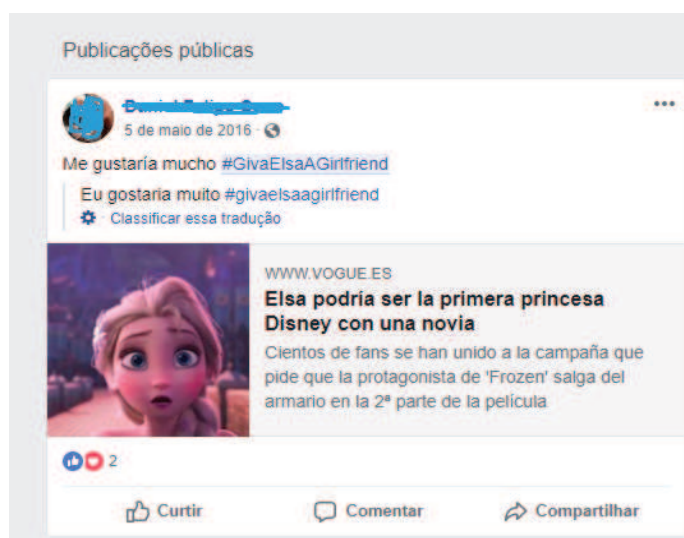 Publicações públicas
5 de maio de 2016
Me gustaría mucho #GivaElsaAGirlfriend
Eu gostaria muito #givaelsaagirlfriend
Classificar essa tradução
WWW.VOGUE.ES
Elsa podría ser la primera princesa
Disney con una novia
Cientos de fans se han unido a la campaña que
pide que la protagonista de 'Frozen' salga del
armario en la 2ª parte de la película
2
Curtir Comentar Compartilhar